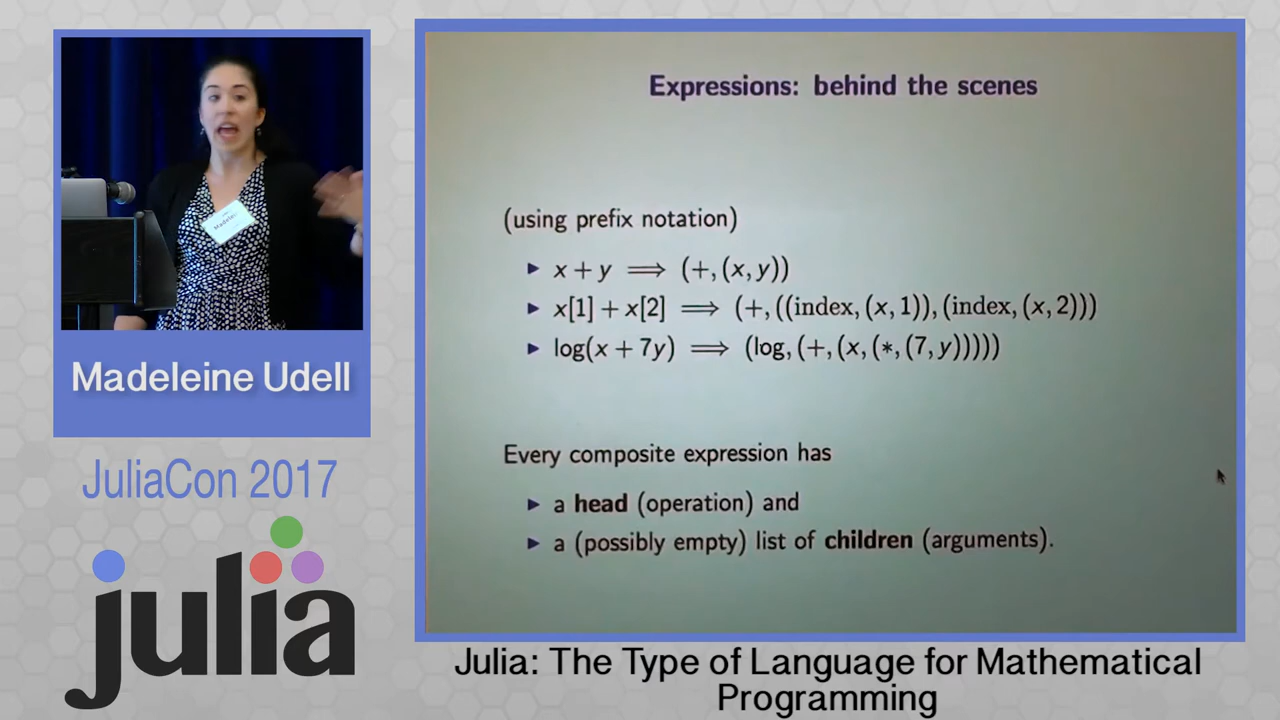 Madele
Madeleine Udell
JuliaCon 2017
julia
Expressions: behind the scenes
(using prefix notation)
▶ x + y ⟹ (+, (x, y))
▶ x[1] + x[2] ⟹ (+, ((index, (x, 1)), (index, (x, 2)))
▶ log(x + 7y) ⟹ (log, (+, (x, (*, (7, y)))))
Every composite expression has
▶ a head (operation) and
▶ a (possibly empty) list of children (arguments).
Julia: The Type of Language for Mathematical
Programming